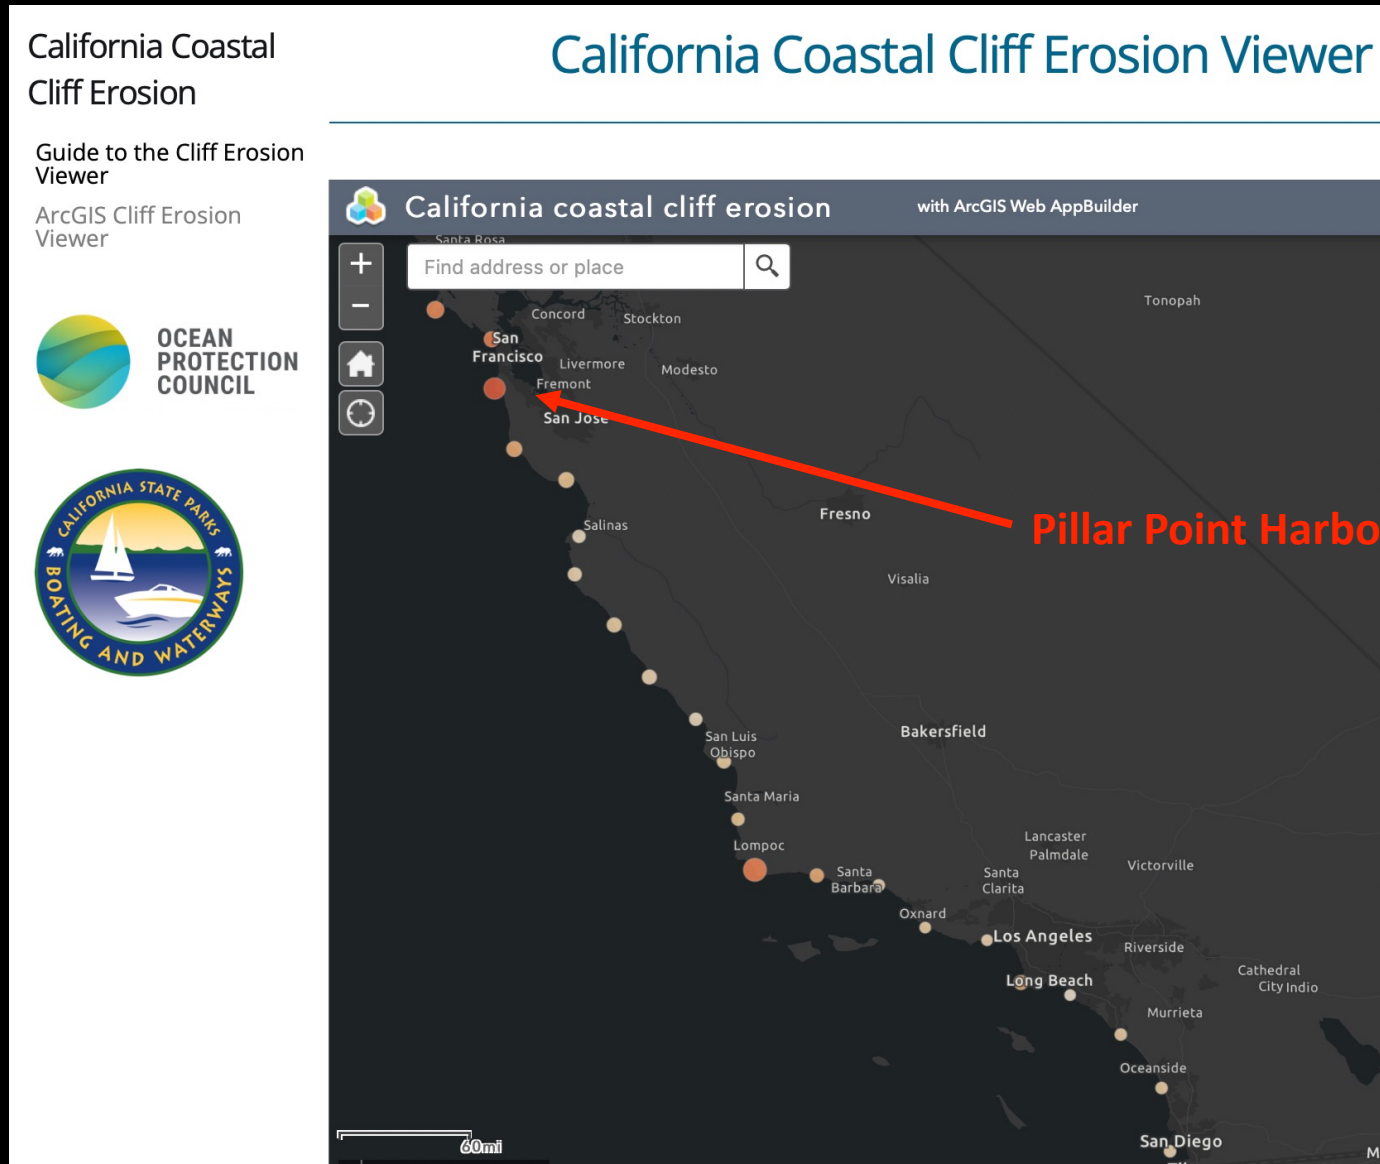 California Coastal
Cliff Erosion
Guide to the Cliff Erosion
Viewer
ArcGIS Cliff Erosion
Viewer
OCEAN
PROTECTION
COUNCIL
CALIFORNIA STATE PARKS
BOATING AND WATERWAYS
California Coastal Cliff Erosion Viewer
California coastal cliff erosion
with ArcGIS Web AppBuilder
Santa Rosa
+
Find address or place
−
Tonopah
Concord
Stockton
San
Francisco
Livermore
Modesto
Fremont
San Jose
Fresno
Salinas
Pillar Point Harbo
Visalia
Bakersfield
San Luis
Obispo
Santa Maria
Lompoc
Lancaster
Palmdale
Victorville
Santa
Barbara
Santa
Clarita
Oxnard
Los Angeles
Riverside
Long Beach
Cathedral
City Indio
Murrieta
Oceanside
San Diego
M
60mi